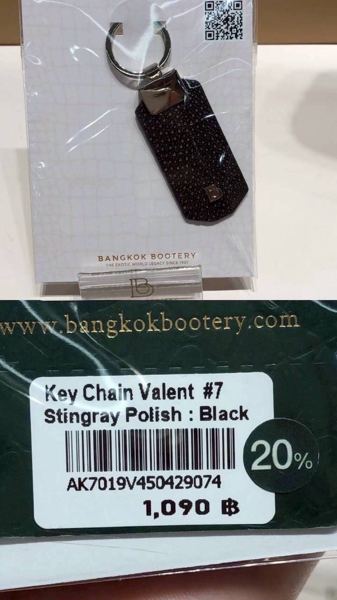 BANGKOK BOOTERY
THE EXOTIC WORLD LEGACY SINCE 1936
B
www.bangkokbootery.com
Key Chain Valent #7
Stingray Polish : Black
20%
AK7019V450429074
1,090 ฿